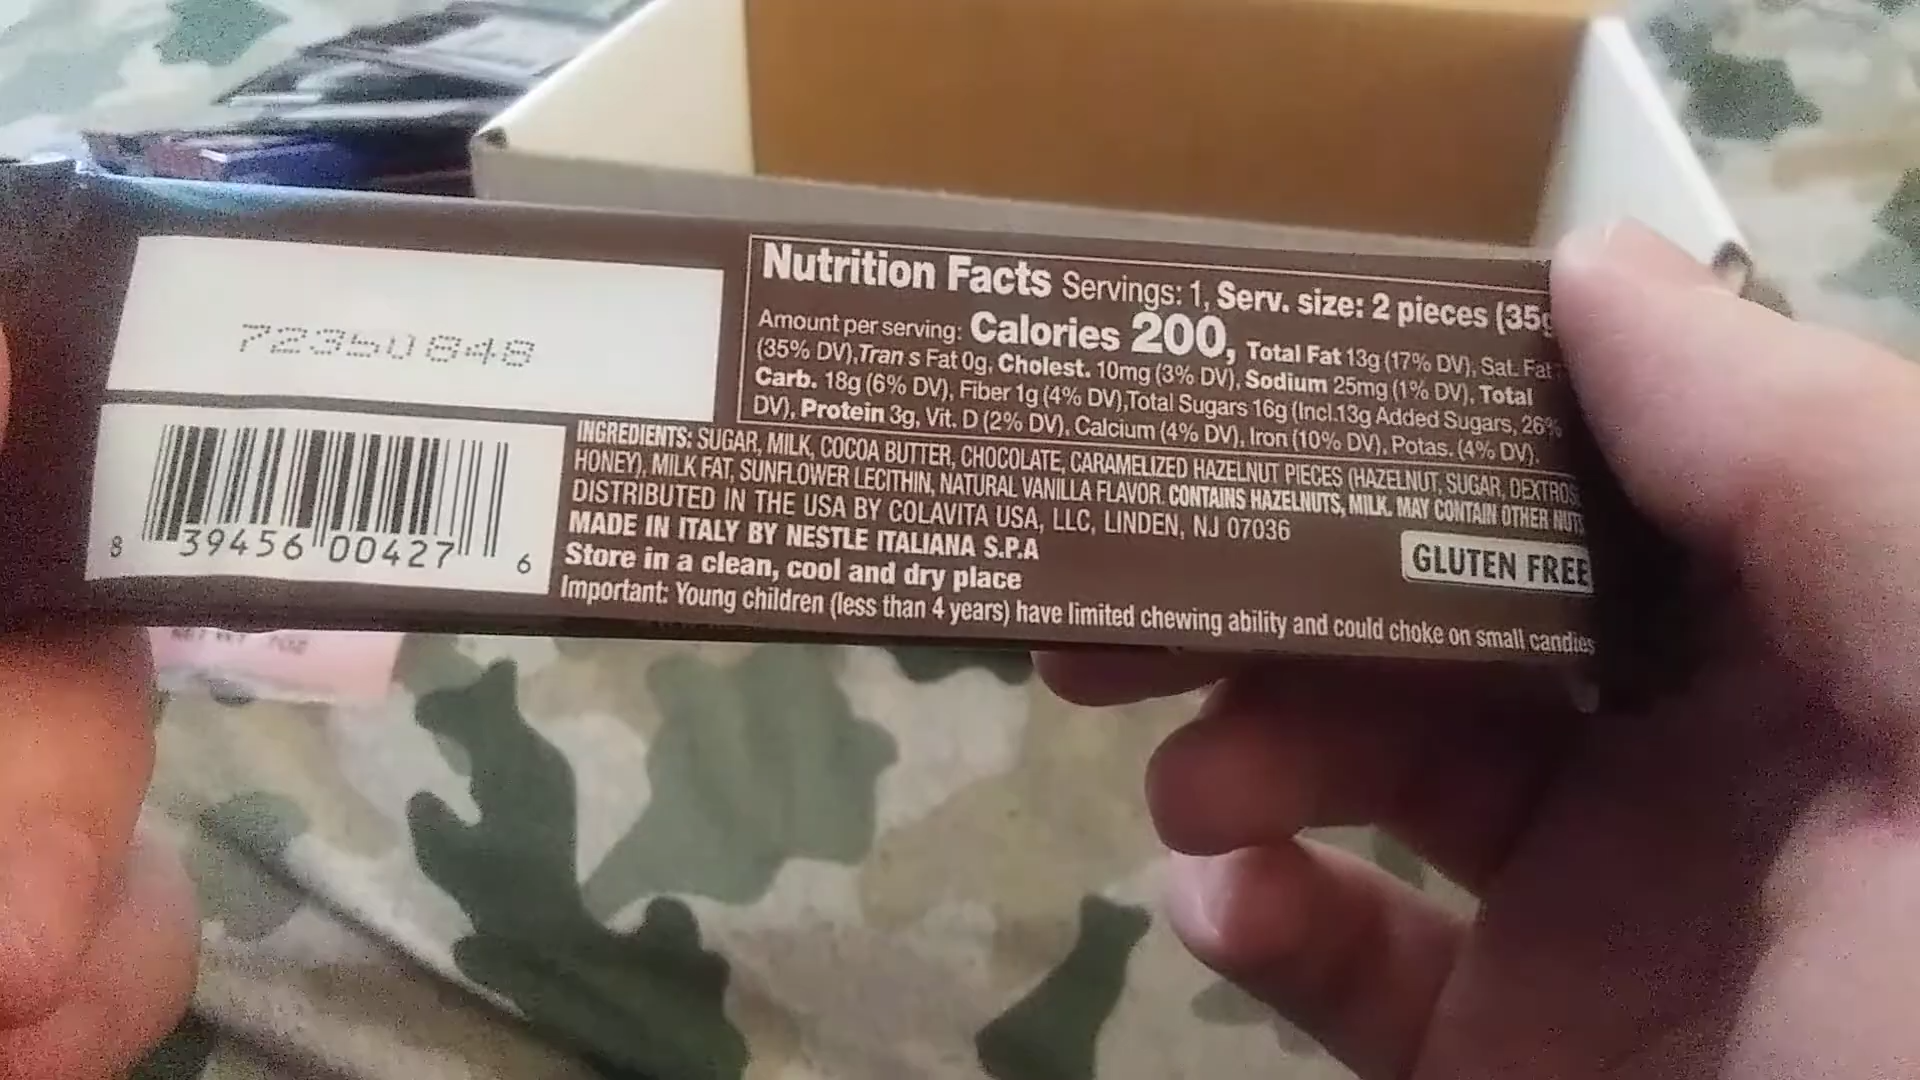 72350848
8 39456 00427 6
Nutrition Facts Servings: 1, Serv. size: 2 pieces (35g
Amount per serving: Calories 200, Total Fat 13g (17% DV), Sat. Fat
(35% DV),Tran s Fat 0g, Cholest. 10mg (3% DV), Sodium 25mg (1% DV), Total
Carb. 18g (6% DV), Fiber 1g (4% DV),Total Sugars 16g (Incl.13g Added Sugars, 26%
DV), Protein 3g, Vit. D (2% DV), Calcium (4% DV), Iron (10% DV), Potas. (4% DV).
INGREDIENTS: SUGAR, MILK, COCOA BUTTER, CHOCOLATE, CARAMELIZED HAZELNUT PIECES (HAZELNUT, SUGAR, DEXTROS
HONEY), MILK FAT, SUNFLOWER LECITHIN, NATURAL VANILLA FLAVOR. CONTAINS HAZELNUTS, MILK. MAY CONTAIN OTHER NUTS
DISTRIBUTED IN THE USA BY COLAVITA USA, LLC, LINDEN, NJ 07036
MADE IN ITALY BY NESTLE ITALIANA S.P.A
Store in a clean, cool and dry place
GLUTEN FREE
Important: Young children (less than 4 years) have limited chewing ability and could choke on small candies
NET WT